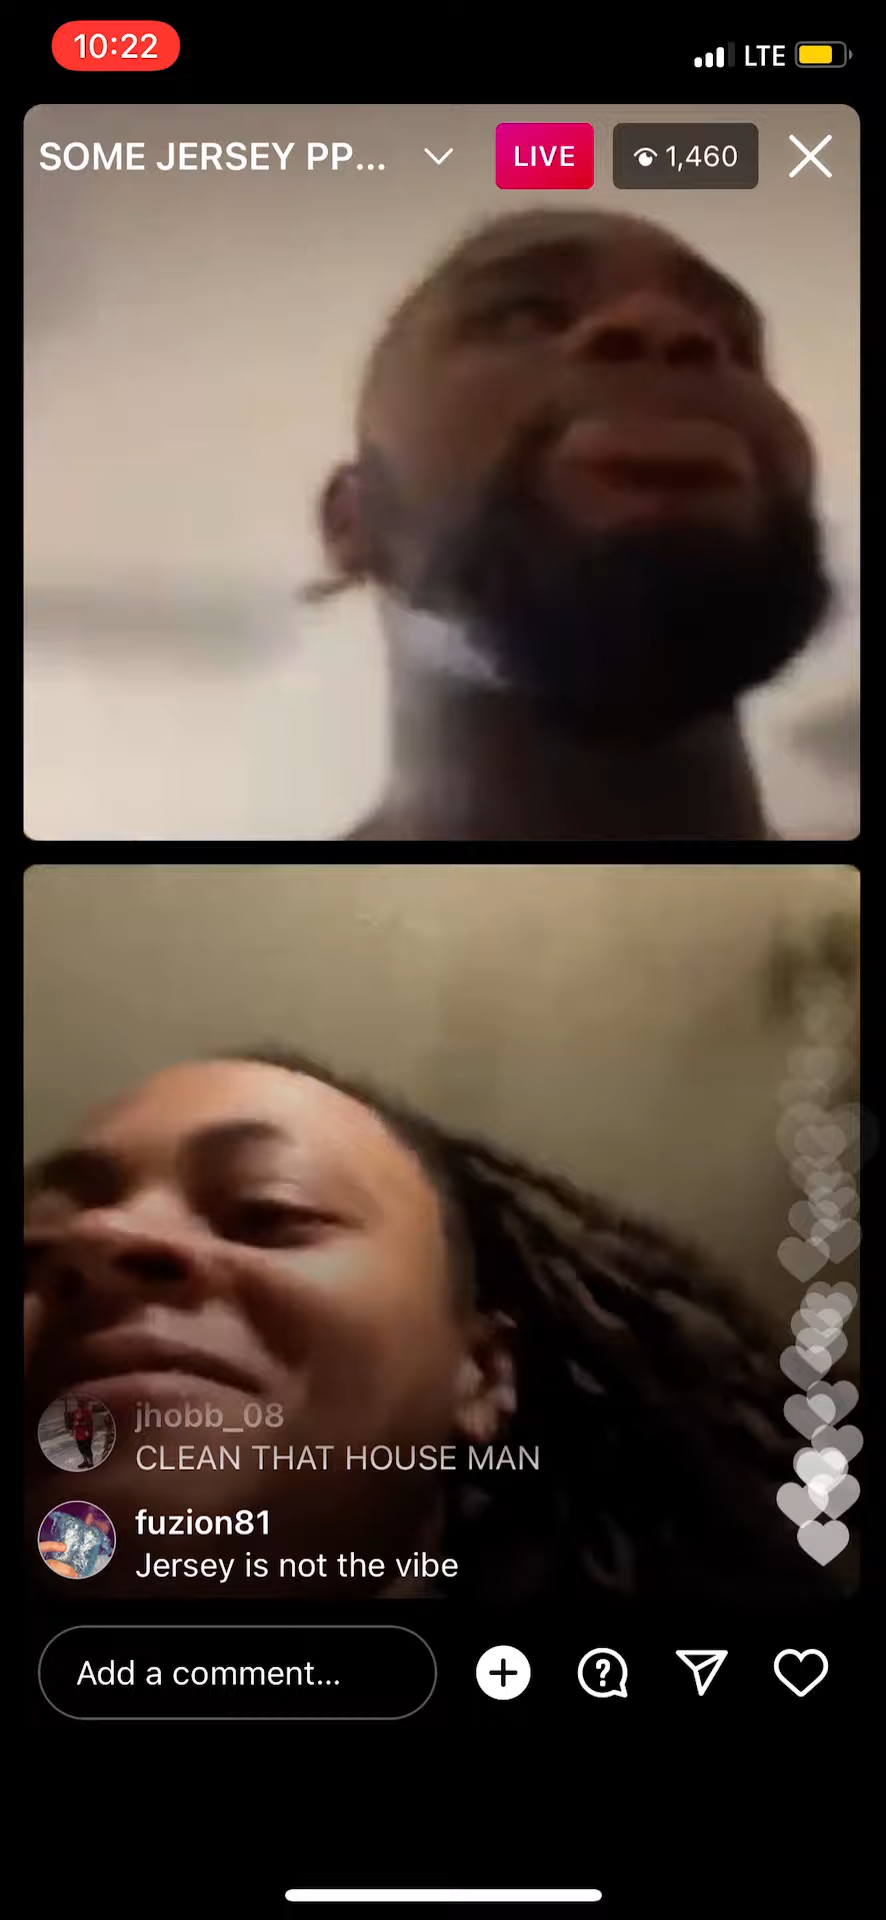 10:22
LTE
SOME JERSEY PP...
LIVE
1,460
jhobb_08
CLEAN THAT HOUSE MAN
fuzion81
Jersey is not the vibe
Add a comment...